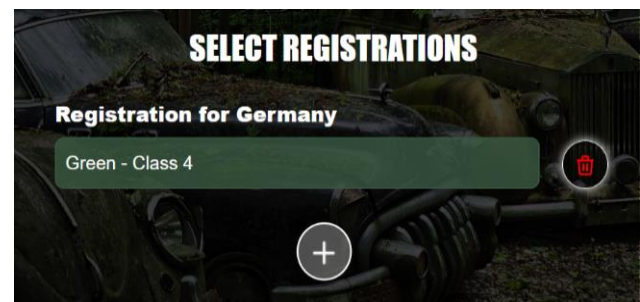 SELECT REGISTRATIONS
Registration for Germany
Green - Class 4